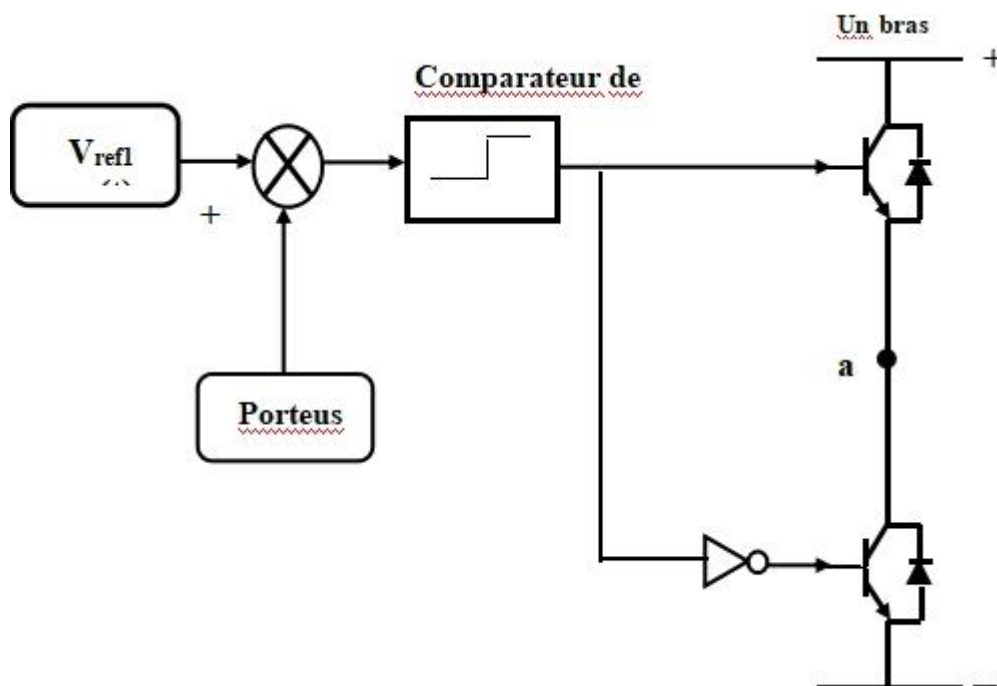 Un bras
+
Comparateur de
Vref1
+
a
Porteus